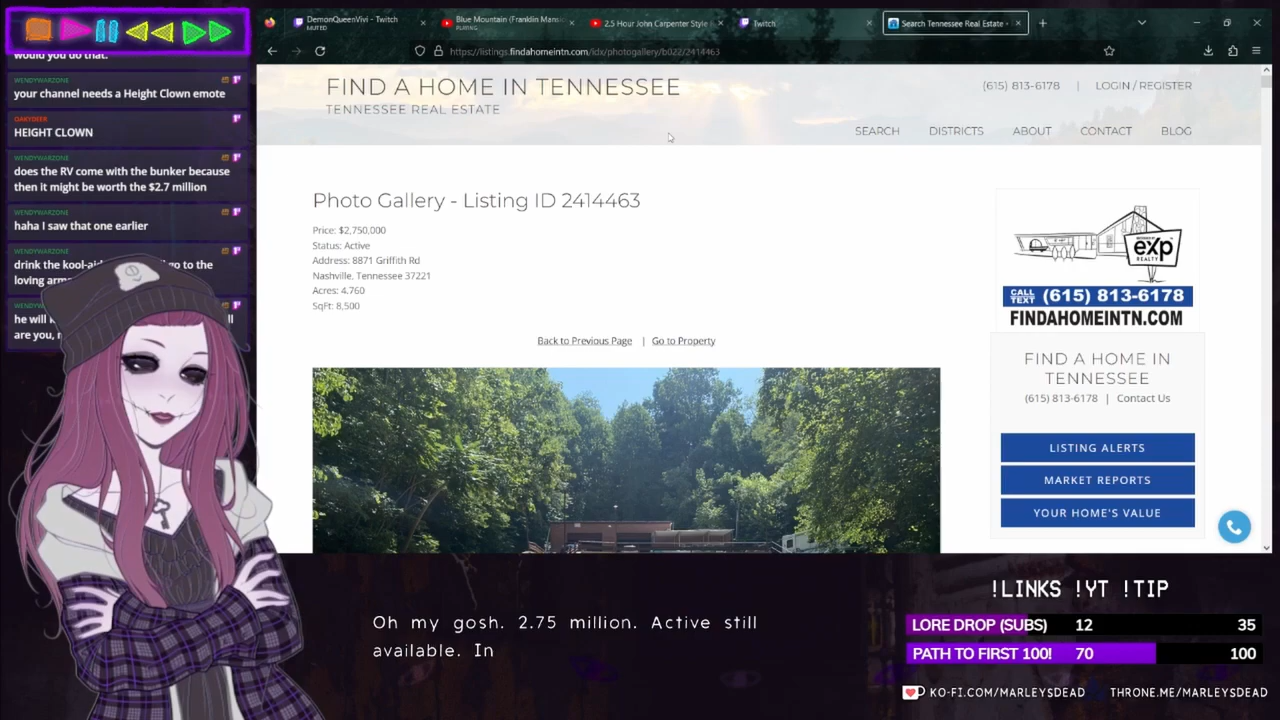 would you do that.
WENDYWARZONE
your channel needs a Height Clown emote
OAKYDEER
HEIGHT CLOWN
WENDYWARZONE
does the RV come with the bunker because
then it might be worth the $2.7 million
WENDYWARZONE
haha I saw that one earlier
WENDYWARZONE
drink the kool-aid go to the
loving arm
WENDYWARZONE
he will
are you,
DemonQueenVivi - Twitch
MUTED
Blue Mountain (Franklin Mansi
PLAYING
2.5 Hour John Carpenter Style
Twitch
Search Tennessee Real Estate -
https://listings.findahomeintn.com/idx/photogallery/b022/2414463
FIND A HOME IN TENNESSEE
TENNESSEE REAL ESTATE
(615) 813-6178 | LOGIN / REGISTER
SEARCH DISTRICTS ABOUT CONTACT BLOG
Photo Gallery - Listing ID 2414463
Price: $2,750,000
Status: Active
Address: 8871 Griffith Rd
Nashville, Tennessee 37221
Acres: 4.760
SqFt: 8,500
Back to Previous Page | Go to Property
exp
REALTY
CALL
TEXT (615) 813-6178
FINDAHOMEINTN.COM
FIND A HOME IN
TENNESSEE
(615) 813-6178 | Contact Us
LISTING ALERTS
MARKET REPORTS
YOUR HOME'S VALUE
Oh my gosh. 2.75 million. Active still
available. In
!LINKS !YT !TIP
LORE DROP (SUBS) 12 35
PATH TO FIRST 100! 70 100
KO-FI.COM/MARLEYSDEAD THRONE.ME/MARLEYSDEAD